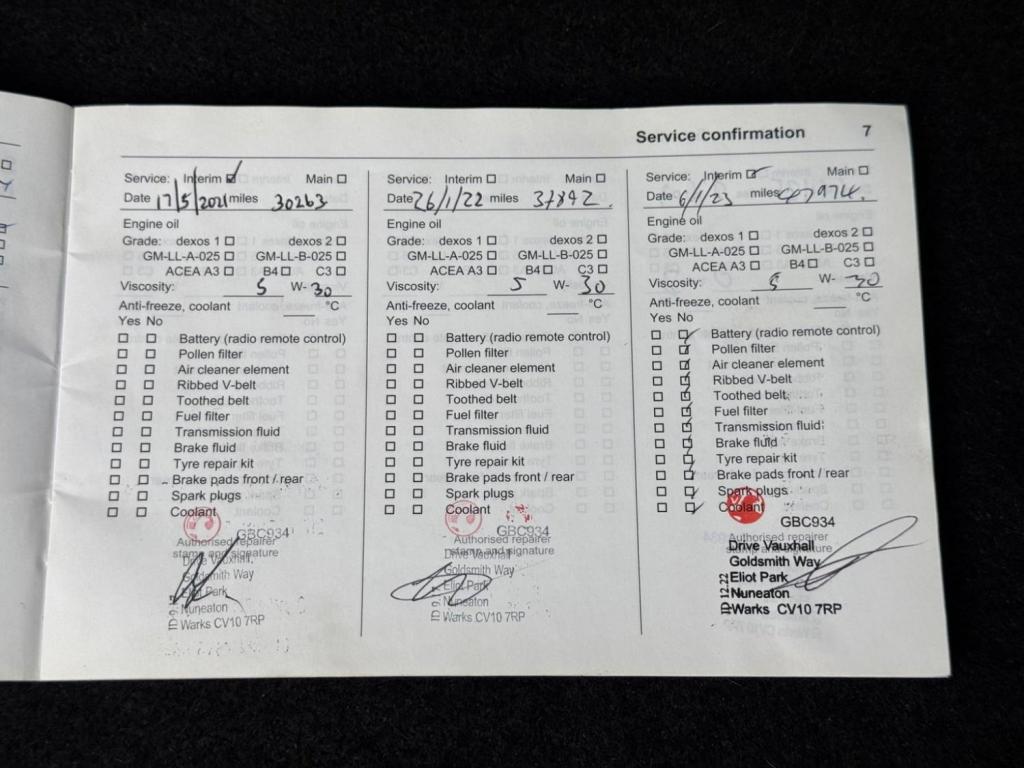 Service confirmation 7
Service: Interim ☑ Main ☐
Date 17/5/2021 miles 30263
Engine oil
Grade: dexos 1 ☐ dexos 2 ☐
GM-LL-A-025 ☐ GM-LL-B-025 ☐
ACEA A3 ☐ B4 ☐ C3 ☐
Viscosity: 5 W- 30
Anti-freeze, coolant °C
Yes No
☐ ☐ Battery (radio remote control)
☐ ☐ Pollen filter
☐ ☐ Air cleaner element
☐ ☐ Ribbed V-belt
☐ ☐ Toothed belt
☐ ☐ Fuel filter
☐ ☐ Transmission fluid
☐ ☐ Brake fluid
☐ ☐ Tyre repair kit
☐ ☐ Brake pads front / rear
☐ ☐ Spark plugs
☐ ☐ Coolant
GBC934
Authorised repairer
stamp and signature
Drive Vauxhall
Goldsmith Way
Eliot Park
Nuneaton
Warks CV10 7RP
Service: Interim ☐ Main ☐
Date 26/1/22 miles 37892
Engine oil
Grade: dexos 1 ☐ dexos 2 ☐
GM-LL-A-025 ☐ GM-LL-B-025 ☐
ACEA A3 ☐ B4 ☐ C3 ☐
Viscosity: 5 W- 30
Anti-freeze, coolant °C
Yes No
☐ ☐ Battery (radio remote control)
☐ ☐ Pollen filter
☐ ☐ Air cleaner element
☐ ☐ Ribbed V-belt
☐ ☐ Toothed belt
☐ ☐ Fuel filter
☐ ☐ Transmission fluid
☐ ☐ Brake fluid
☐ ☐ Tyre repair kit
☐ ☐ Brake pads front / rear
☐ ☐ Spark plugs
☐ ☐ Coolant
GBC934
Authorised repairer
stamp and signature
Drive Vauxhall
Goldsmith Way
Eliot Park
Nuneaton
Warks CV10 7RP
Service: Interim ☑ Main ☐
Date 6/1/23 miles 47974
Engine oil
Grade: dexos 1 ☐ dexos 2 ☐
GM-LL-A-025 ☐ GM-LL-B-025 ☐
ACEA A3 ☐ B4 ☐ C3 ☐
Viscosity: 5 W- 30
Anti-freeze, coolant °C
Yes No
☐ ☑ Battery (radio remote control)
☐ ☑ Pollen filter
☐ ☑ Air cleaner element
☐ ☑ Ribbed V-belt
☐ ☑ Toothed belt
☐ ☑ Fuel filter
☐ ☑ Transmission fluid
☐ ☑ Brake fluid
☐ ☑ Tyre repair kit
☐ ☑ Brake pads front / rear
☐ ☑ Spark plugs
☐ ☑ Coolant
GBC934
Authorised repairer
stamp and signature
Drive Vauxhall
Goldsmith Way
Eliot Park
Nuneaton
Warks CV10 7RP